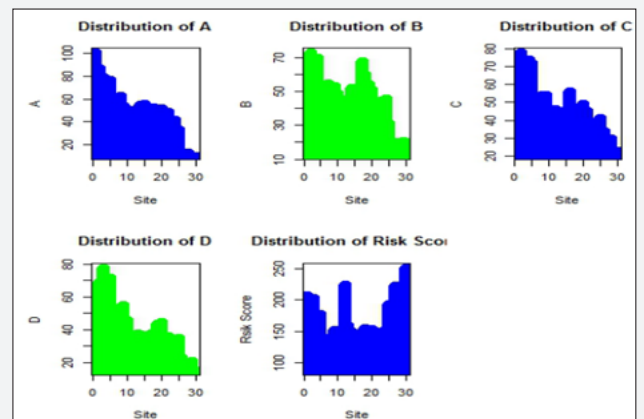 Distribution of A
A
20 40 60 80 100
0 10 20 30
Site
Distribution of B
B
10 30 50 70
0 10 20 30
Site
Distribution of C
C
20 30 40 50 60 70 80
0 10 20 30
Site
Distribution of D
D
20 40 60 80
0 10 20 30
Site
Distribution of Risk Scor
Rsik Score
100 150 200 250
0 10 20 30
Site